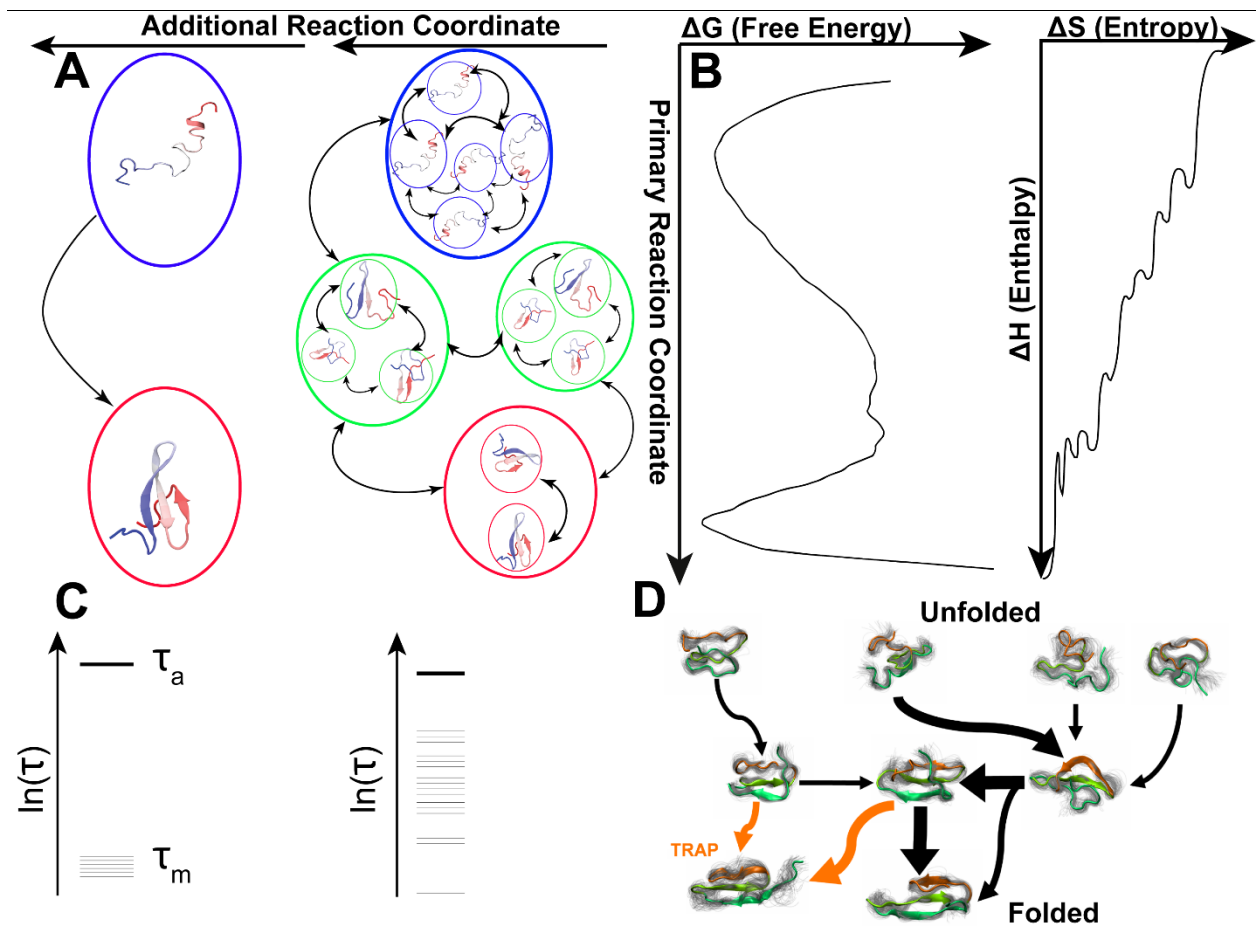 Additional Reaction Coordinate
ΔG (Free Energy)
ΔS (Entropy)
A
B
Primary Reaction Coordinate
ΔH (Enthalpy)
C
D
ln(τ)
τa
τm
ln(τ)
Unfolded
TRAP
Folded